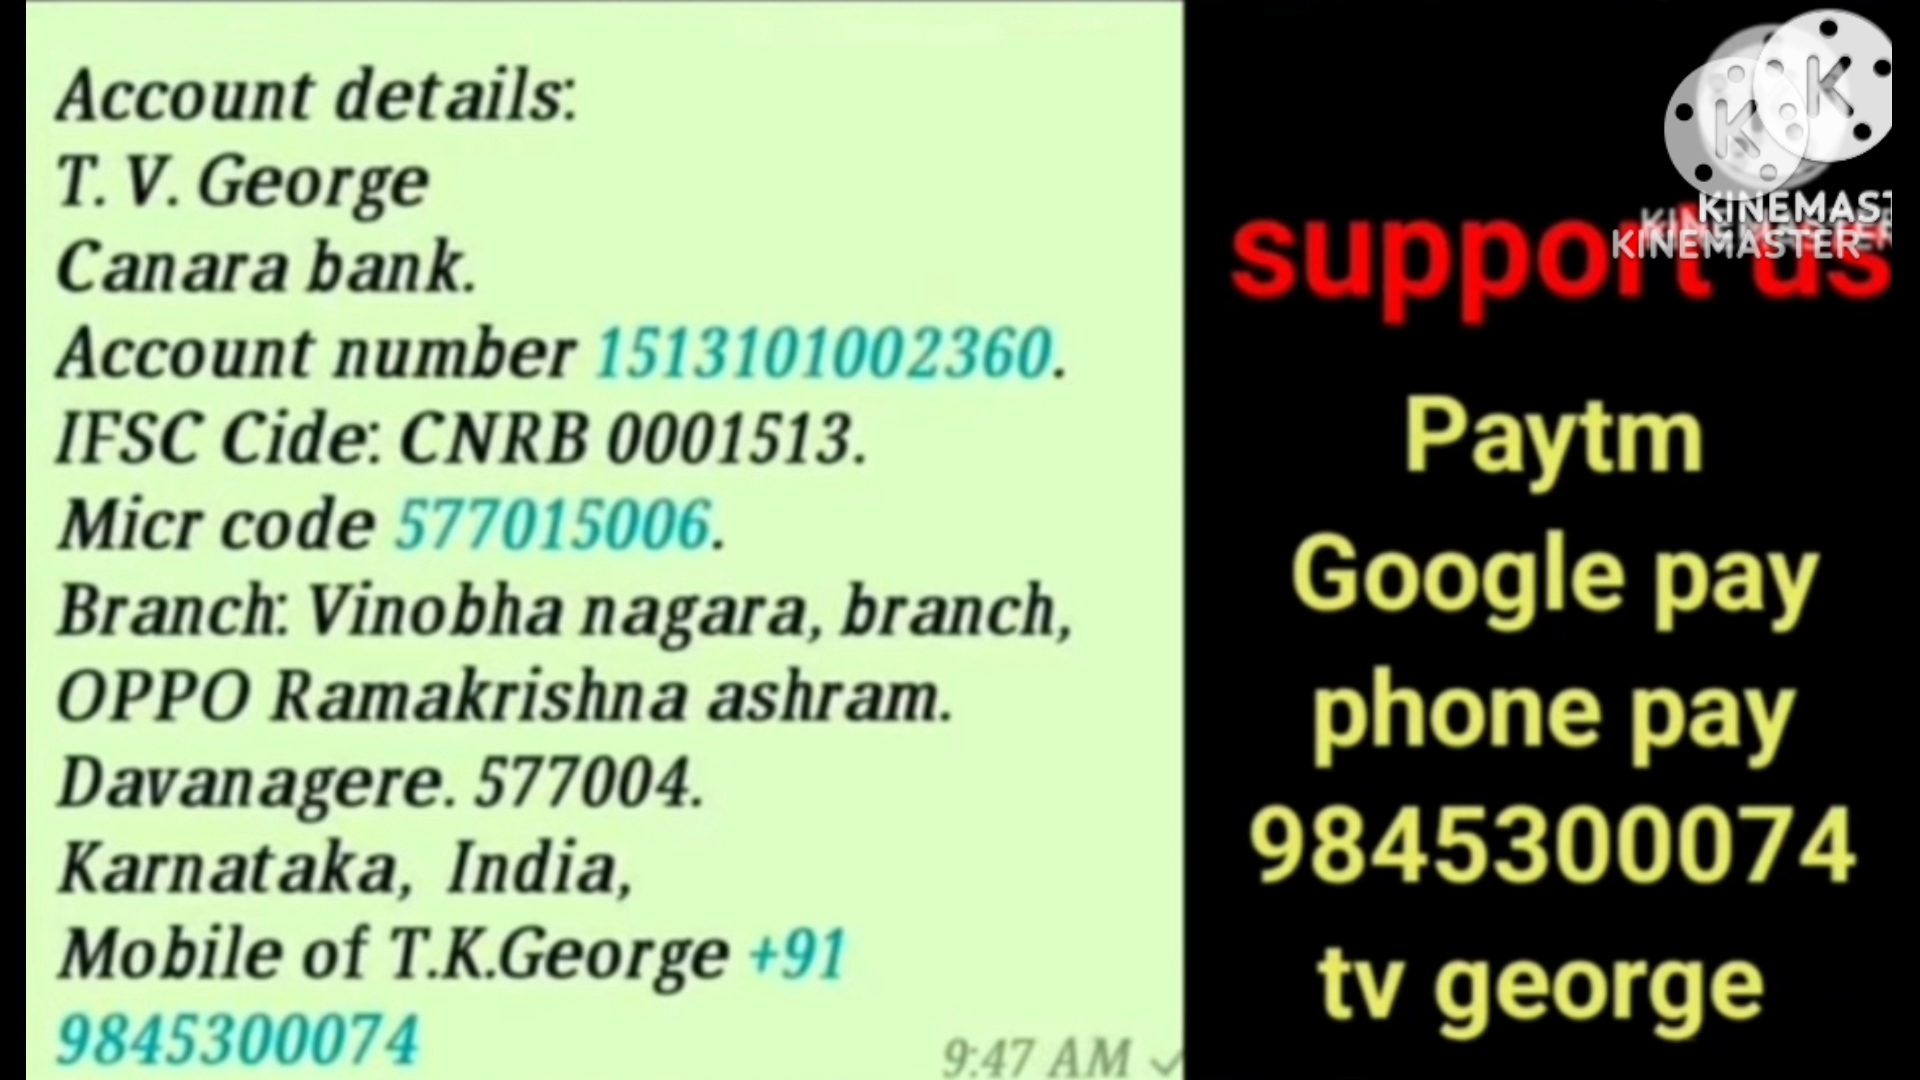 Account details:
T. V. George
Canara bank.
Account number 1513101002360.
IFSC Cide: CNRB 0001513.
Micr code 577015006.
Branch: Vinobha nagara, branch,
OPPO Ramakrishna ashram.
Davanagere. 577004.
Karnataka, India,
Mobile of T.K.George +91
9845300074
9:47 AM
KINEMAST
KINEMASTER
KINEMASTER
support us
Paytm
Google pay
phone pay
9845300074
tv george